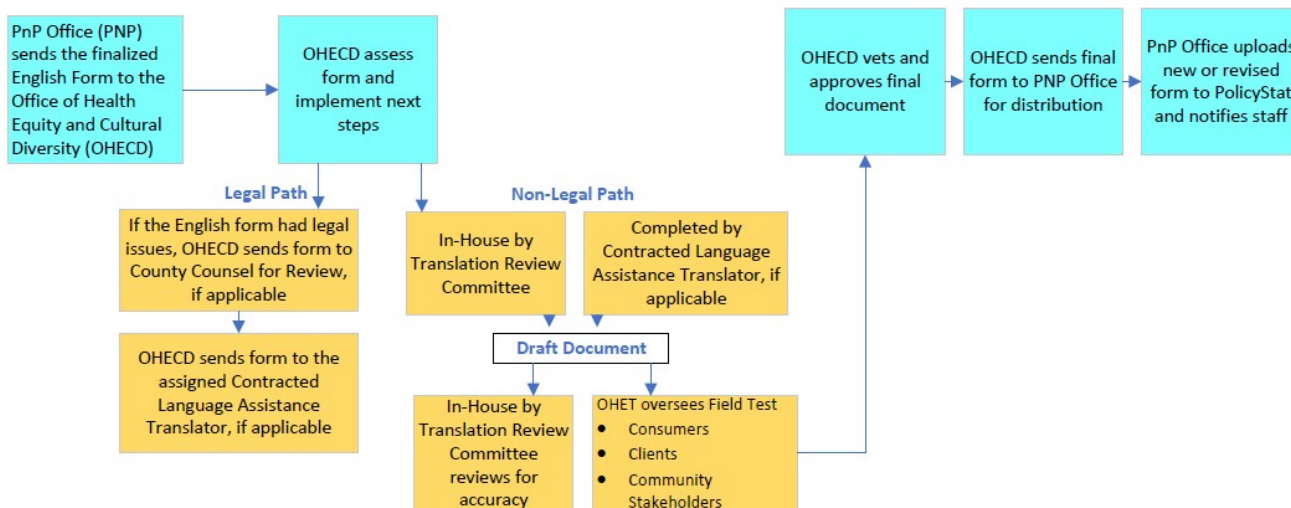 PnP Office (PNP)
sends the finalized
English Form to the
Office of Health
Equity and Cultural
Diversity (OHECD)
OHECD assess
form and
implement next
steps
OHECD vets and
approves final
document
OHECD sends final
form to PNP Office
for distribution
PnP Office uploads
new or revised
form to PolicyStat
and notifies staff
Legal Path
If the English form had legal
issues, OHECD sends form to
County Counsel for Review,
if applicable
OHECD sends form to the
assigned Contracted
Language Assistance
Translator, if applicable
Non-Legal Path
In-House by
Translation Review
Committee
Completed by
Contracted Language
Assistance Translator, if
applicable
Draft Document
In-House by
Translation Review
Committee
reviews for
accuracy
OHET oversees Field Test
● Consumers
● Clients
● Community
Stakeholders